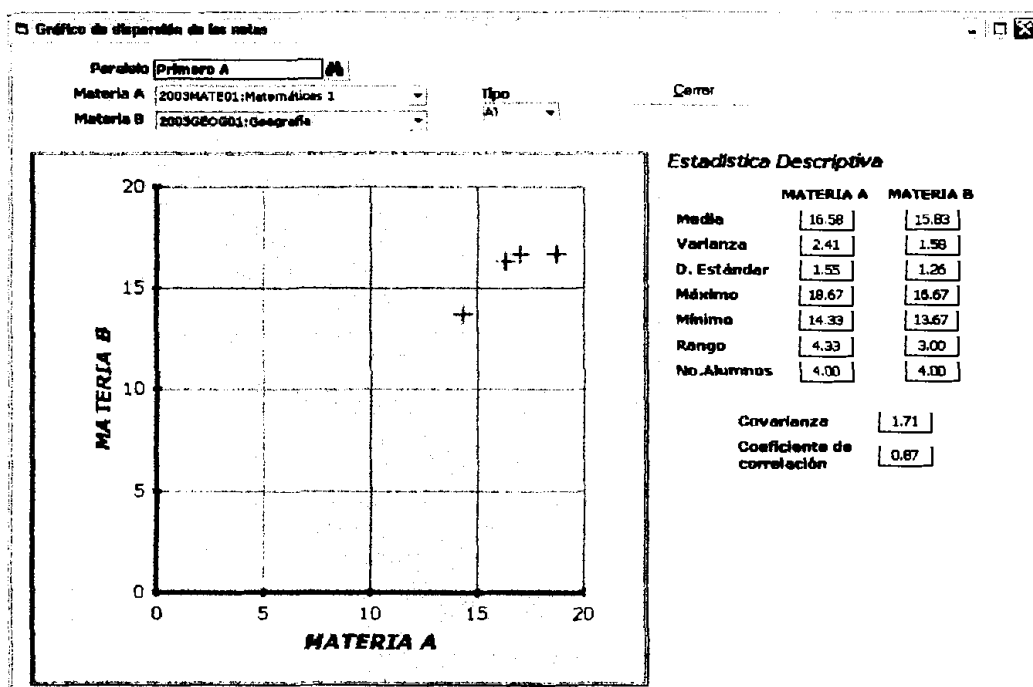 Gráfico de dispersión de las notas
Paralelo Primero A
Materia A 2003MATE01:Matemáticas 1
Tipo
Cerrar
Materia B 2003GEOG01:Geografía
A1
Estadística Descriptiva
MATERIA A MATERIA B
Media 16.58 15.83
Varianza 2.41 1.58
D. Estándar 1.55 1.26
Máximo 18.67 16.67
Mínimo 14.33 13.67
Rango 4.33 3.00
No.Alumnos 4.00 4.00
Covarianza 1.71
Coeficiente de
correlación 0.87
20
15
10
5
0
MATERIA B
0 5 10 15 20
MATERIA A